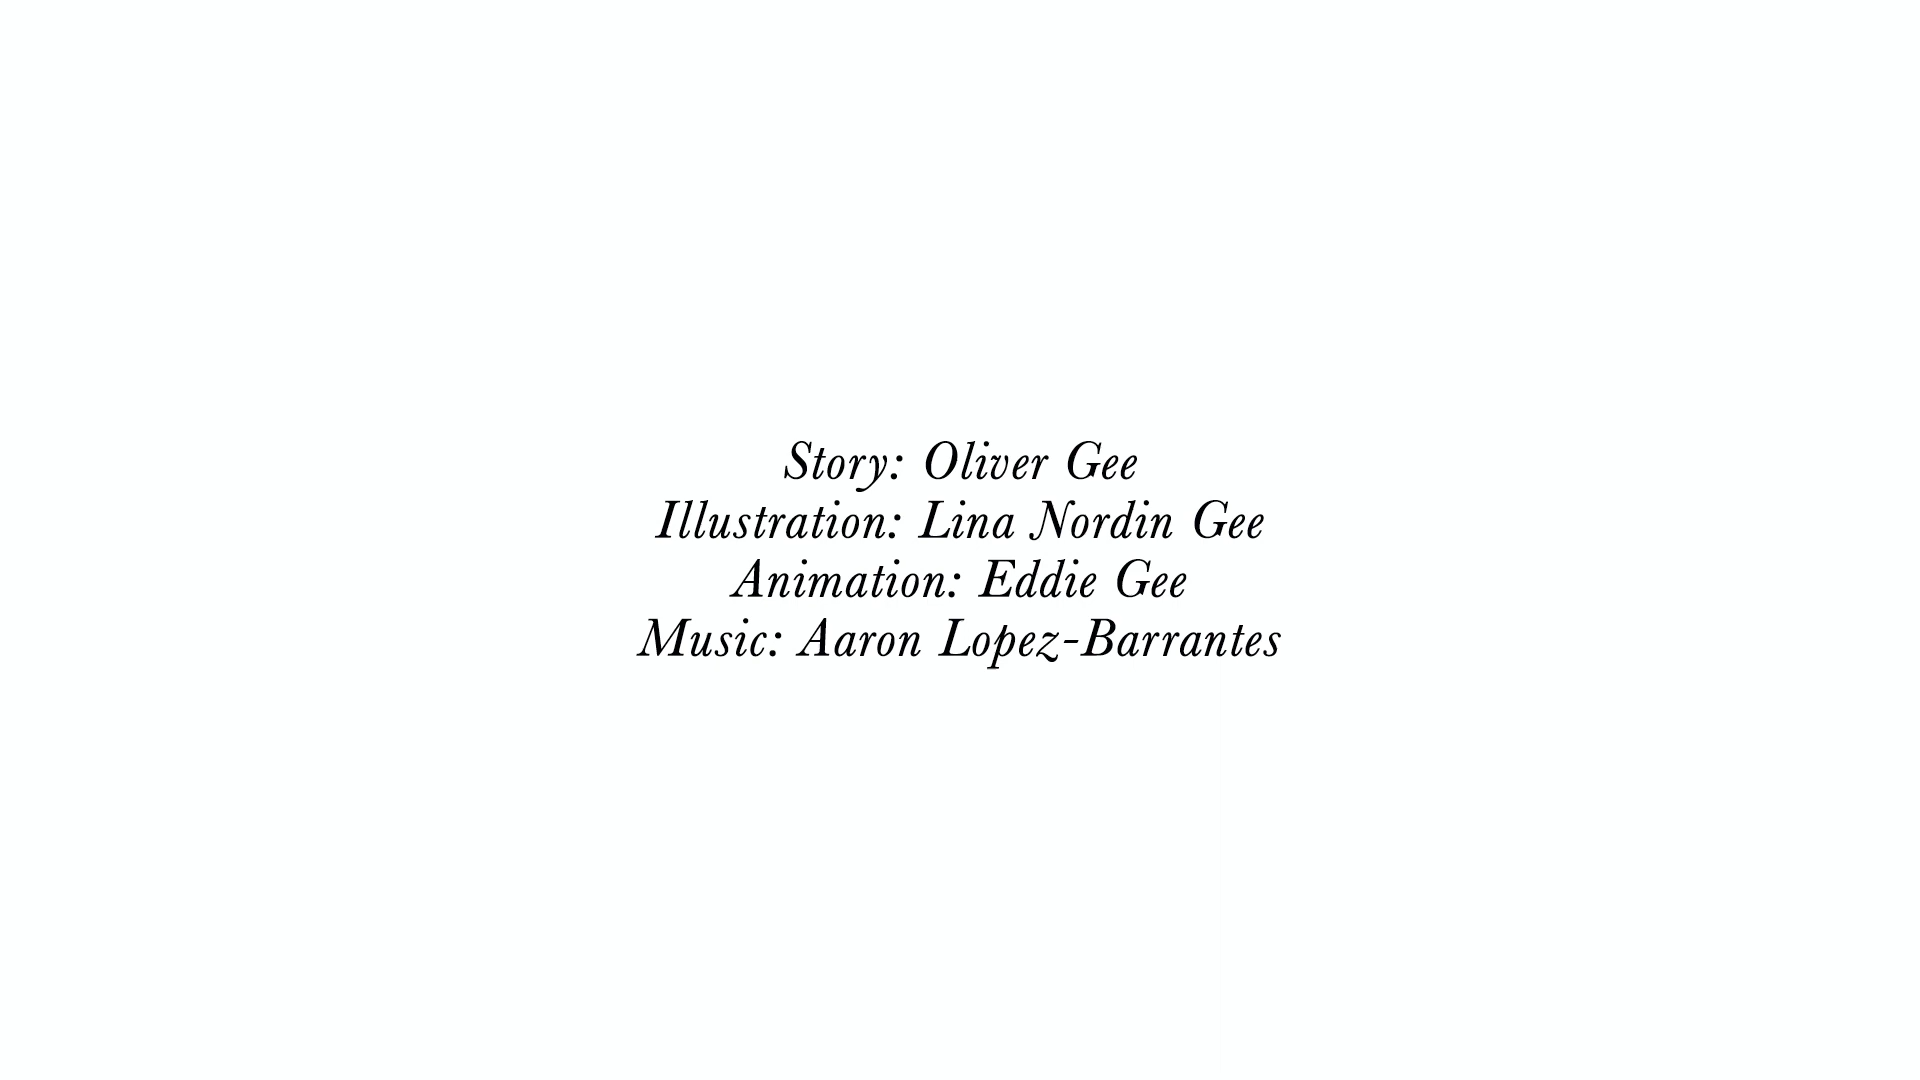 Story: Oliver Gee
Illustration: Lina Nordin Gee
Animation: Eddie Gee
Music: Aaron Lopez-Barrantes